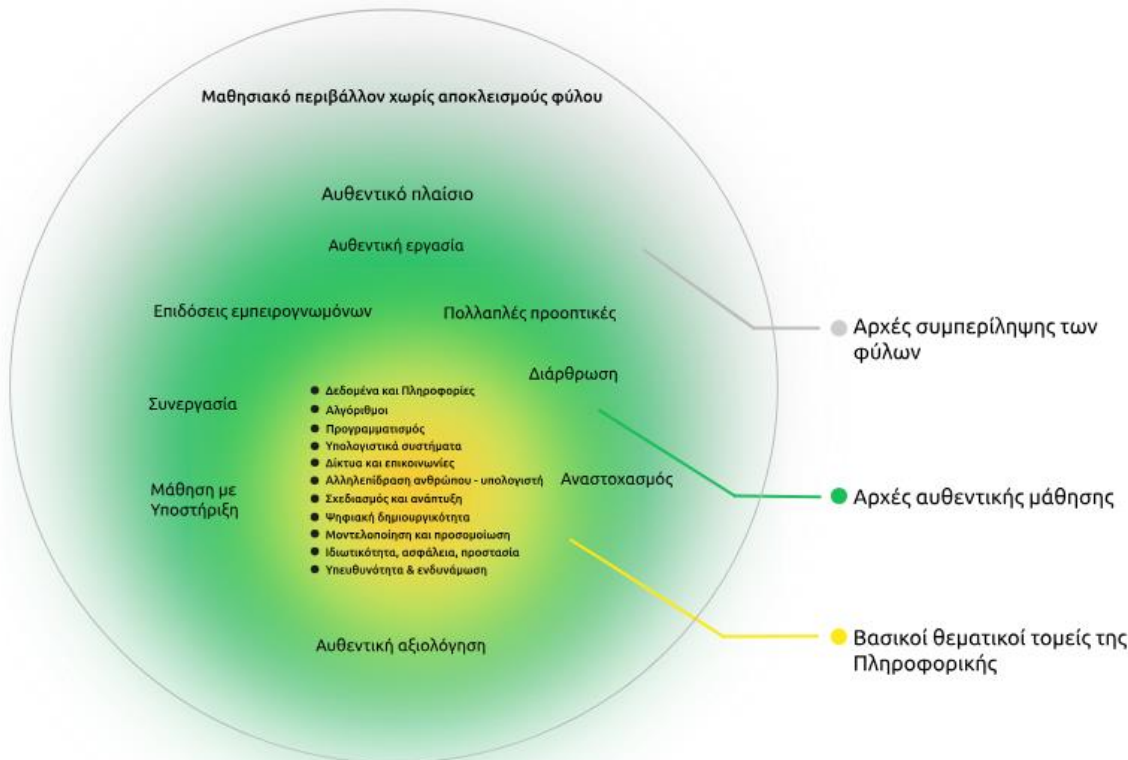 Μαθησιακό περιβάλλον χωρίς αποκλεισμούς φύλου
Αυθεντικό πλαίσιο
Αυθεντική εργασία
Επιδόσεις εμπειρογνωμόνων
Πολλαπλές προοπτικές
Διάρθρωση
Συνεργασία
Δεδομένα και Πληροφορίες
Αλγόριθμοι
Προγραμματισμός
Υπολογιστικά συστήματα
Δίκτυα και επικοινωνίες
Αλληλεπίδραση ανθρώπου - υπολογιστή
Σχεδιασμός και ανάπτυξη
Ψηφιακή δημιουργικότητα
Μοντελοποίηση και προσομοίωση
Ιδιωτικότητα, ασφάλεια, προστασία
Υπευθυνότητα & ενδυνάμωση
Αναστοχασμός
Μάθηση με
Υποστήριξη
Αυθεντική αξιολόγηση
Αρχές συμπερίληψης των
φύλων
Αρχές αυθεντικής μάθησης
Βασικοί θεματικοί τομείς της
Πληροφορικής